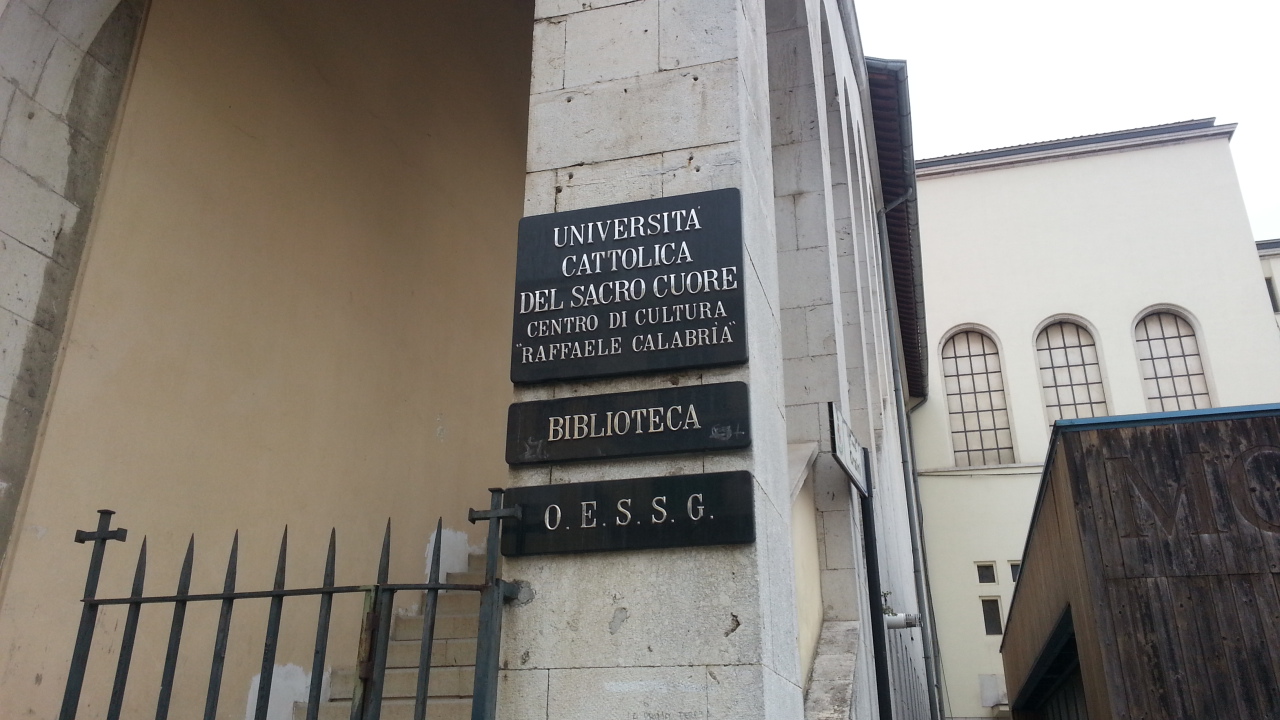 UNIVERSITA'
CATTOLICA
DEL SACRO CUORE
CENTRO DI CULTURA
"RAFFAELE CALABRIA"
BIBLIOTECA
O. E. S. S. G.